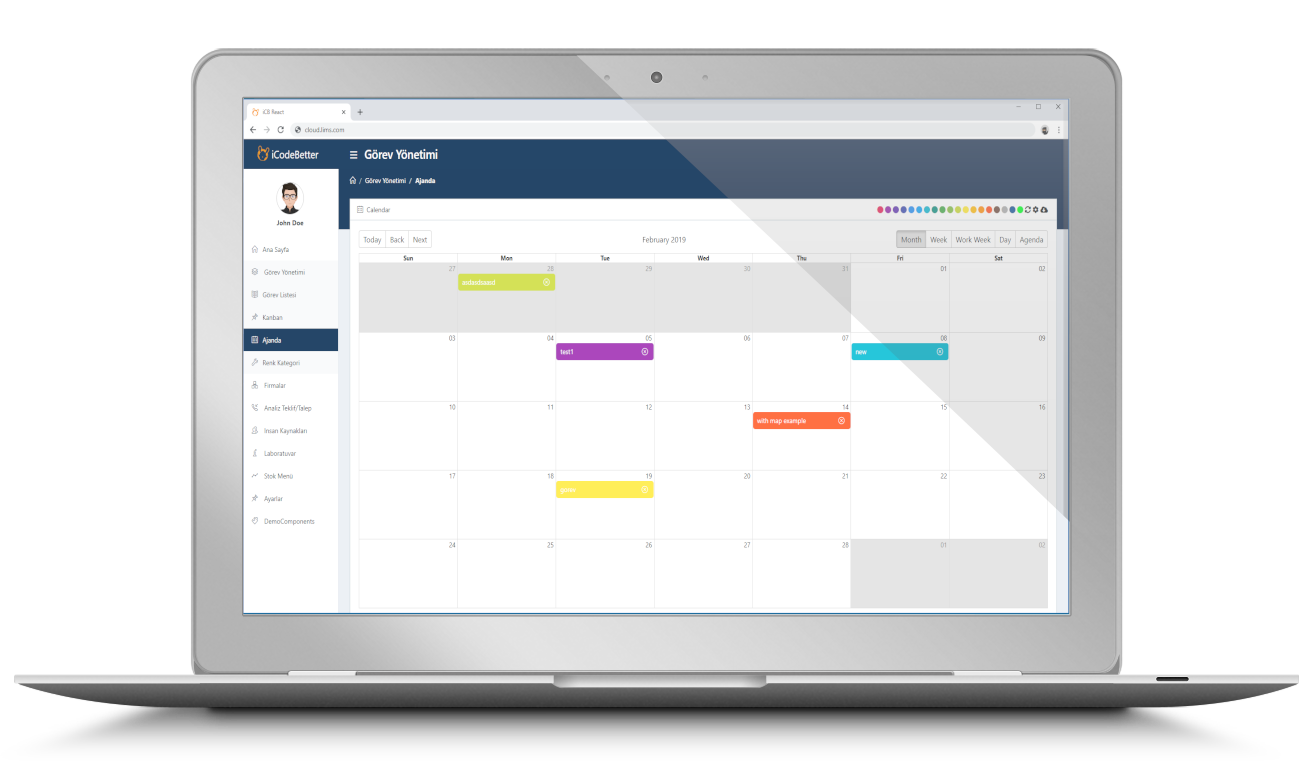 iCB React
cloud.lims.com
iCodeBetter
Görev Yönetimi
/ Görev Yönetimi / Ajanda
John Doe
Ana Sayfa
Görev Yönetimi
Görev Listesi
Kanban
Ajanda
Renk Kategori
Firmalar
Analiz Teklif/Talep
Insan Kaynakları
Laboratuvar
Stok Menü
Ayarlar
DemoComponents
Calendar
Today Back Next
February 2019
Month Week Work Week Day Agenda
Sun Mon Tue Wed Thu Fri Sat
27 28 29 30 31 01 02
03 04 05 06 07 08 09
test1 new
10 11 12 13 14 15 16
with map example
17 18 19 20 21 22 23
24 25 26 27 28 01 02